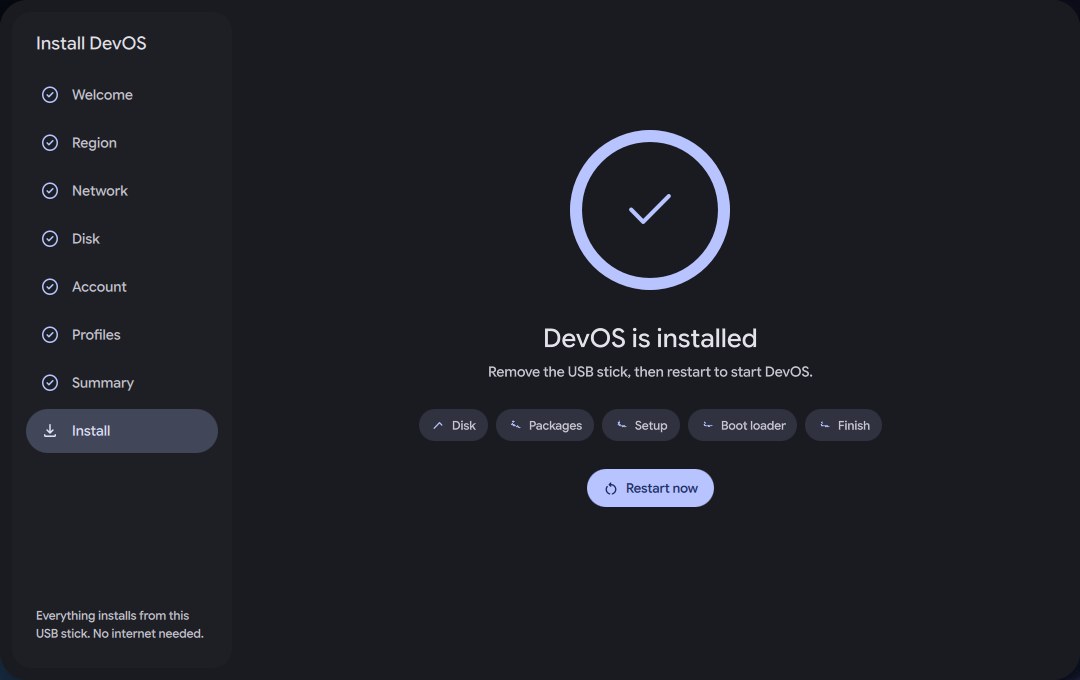 Install DevOS
Welcome
Region
Network
Disk
Account
Profiles
Summary
Install
Everything installs from this
USB stick. No internet needed.
DevOS is installed
Remove the USB stick, then restart to start DevOS.
Disk
Packages
Setup
Boot loader
Finish
Restart now